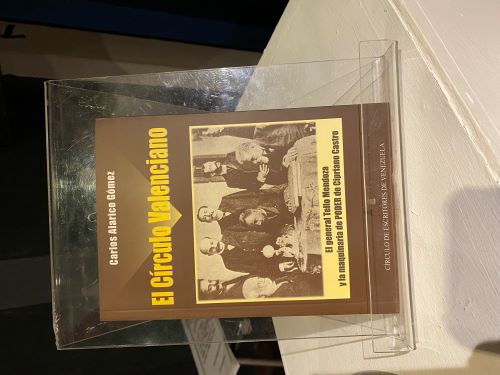 Carlos Alarico Gómez
El Círculo Valenciano
El general Tello Mendoza
y la maquinaria de PODER de Cipriano Castro
CÍRCULO DE ESCRITORES DE VENEZUELA